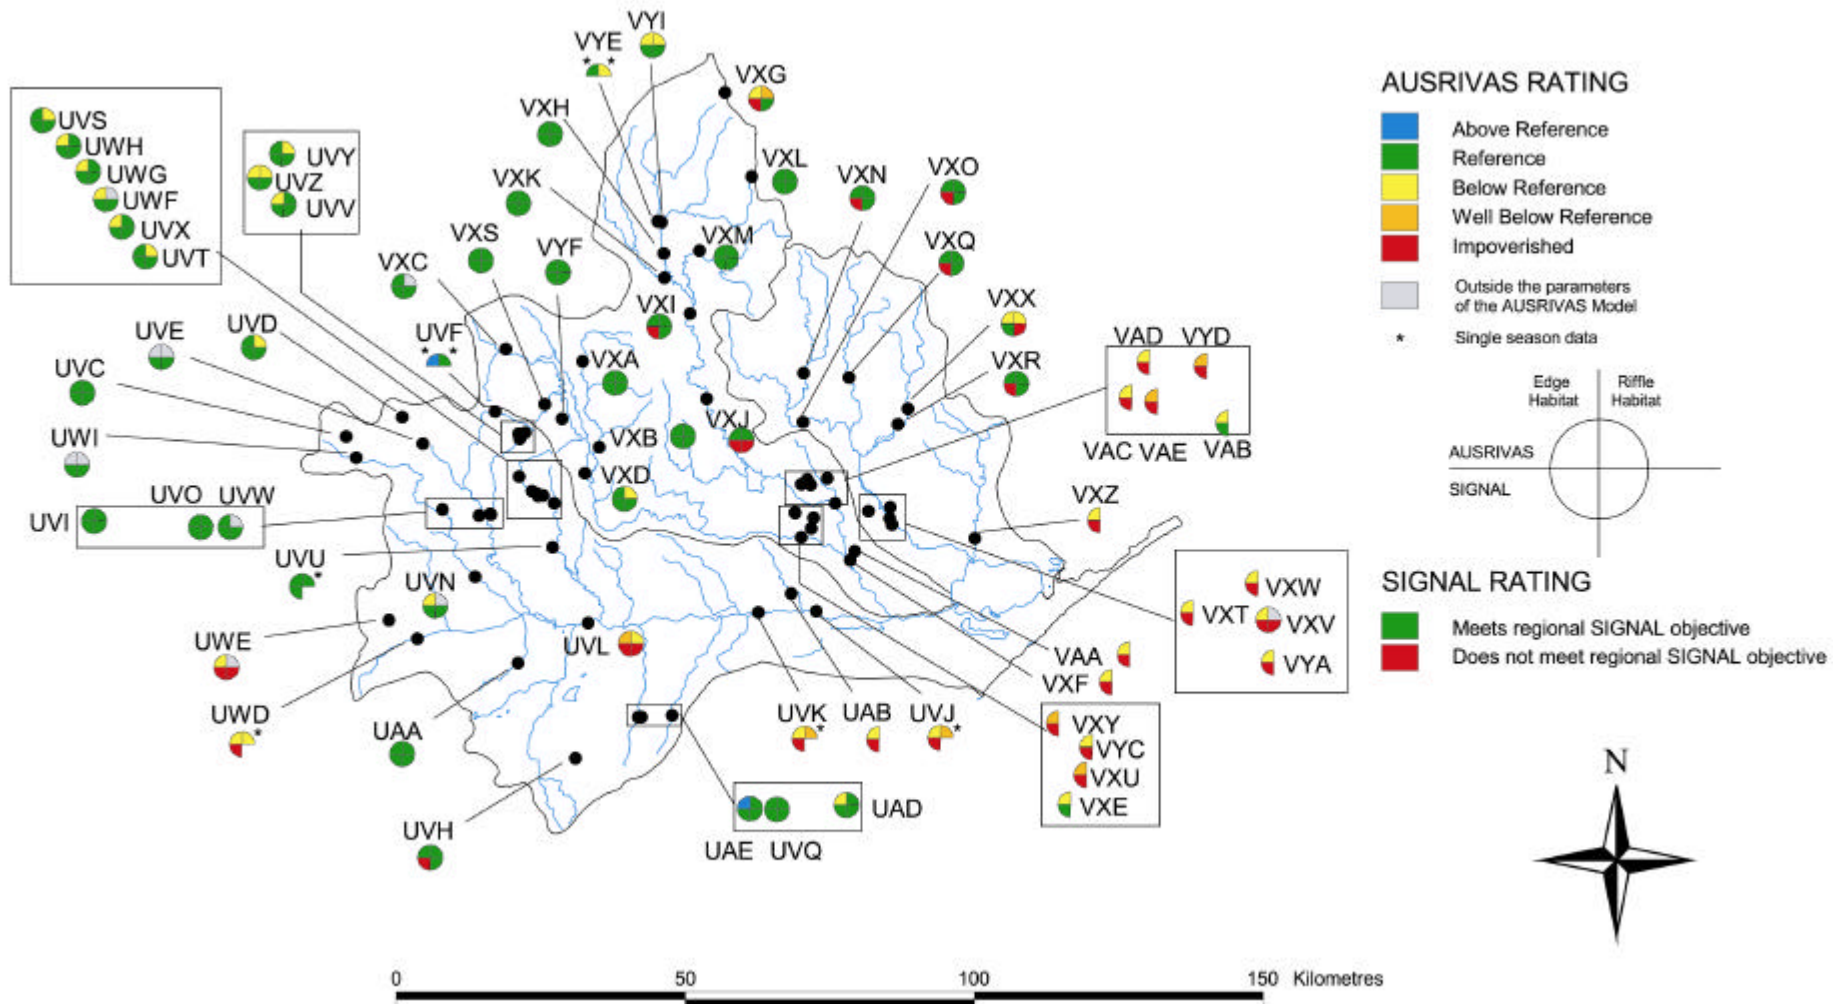 VYI
VYE
* *
VXG
VXH
UVS
UWH
UWG
UWF
UVX
UVT
UVY
UVZ
UVV
VXK
VXL
VXN
VXO
VXS
VYF
VXM
VXQ
VXC
VXI
VXX
UVE
UVD
UVF
* *
VXA
VXR
VAD VYD
UVC
UWI
VXB
VXJ
VAC VAE VAB
VXD
VXZ
UVO UVW
UVI
UVU
*
UVN
VXW
VXT
VXV
VYA
UWE
UVL
VAA
VXF
UWD
*
UAA
UVK
*
UAB
UVJ
*
VXY
VYC
VXU
VXE
UVH
UAD
UAE UVQ
AUSRIVAS RATING
Above Reference
Reference
Below Reference
Well Below Reference
Impoverished
Outside the parameters
of the AUSRIVAS Model
* Single season data
Edge Habitat
Riffle Habitat
AUSRIVAS
SIGNAL
SIGNAL RATING
Meets regional SIGNAL objective
Does not meet regional SIGNAL objective
N
0 50 100 150 Kilometres